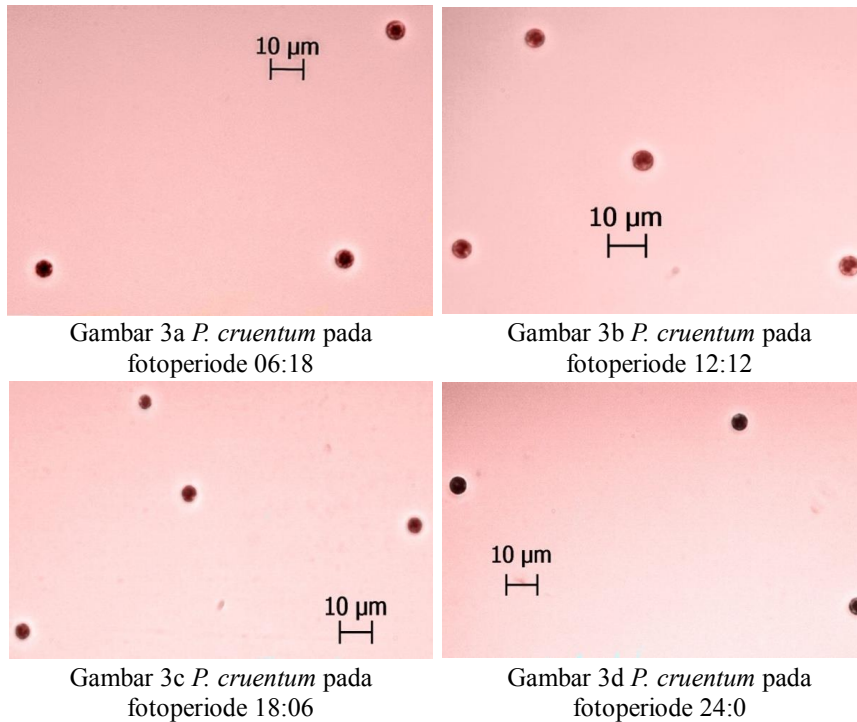 10 µm
10 µm
Gambar 3a P. cruentum pada
fotoperiode 06:18
Gambar 3b P. cruentum pada
fotoperiode 12:12
10 µm
10 µm
Gambar 3c P. cruentum pada
fotoperiode 18:06
Gambar 3d P. cruentum pada
fotoperiode 24:0